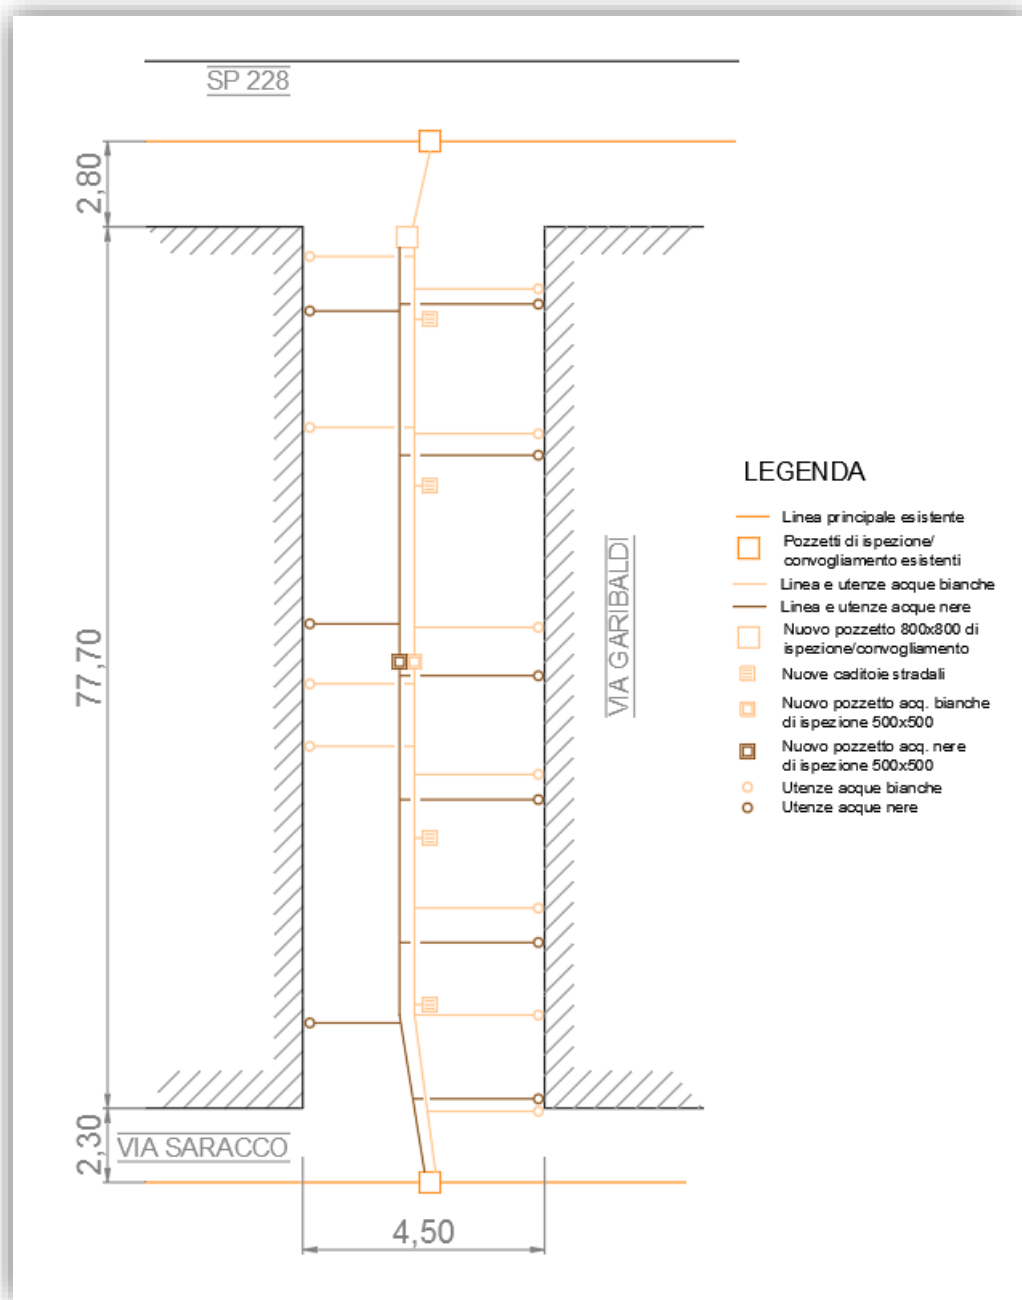 SP 228
2,80
77,70
2,30
VIA SARACCO
4,50
VIA GARIBALDI
LEGENDA
Linea principale esistente
Pozzetti di ispezione/
convogliamento esistenti
Linea e utenze acque bianche
Linea e utenze acque nere
Nuovo pozzetto 800x800 di
ispezione/convogliamento
Nuove caditoie stradali
Nuovo pozzetto acq. bianche
di ispezione 500x500
Nuovo pozzetto acq. nere
di ispezione 500x500
Utenze acque bianche
Utenze acque nere